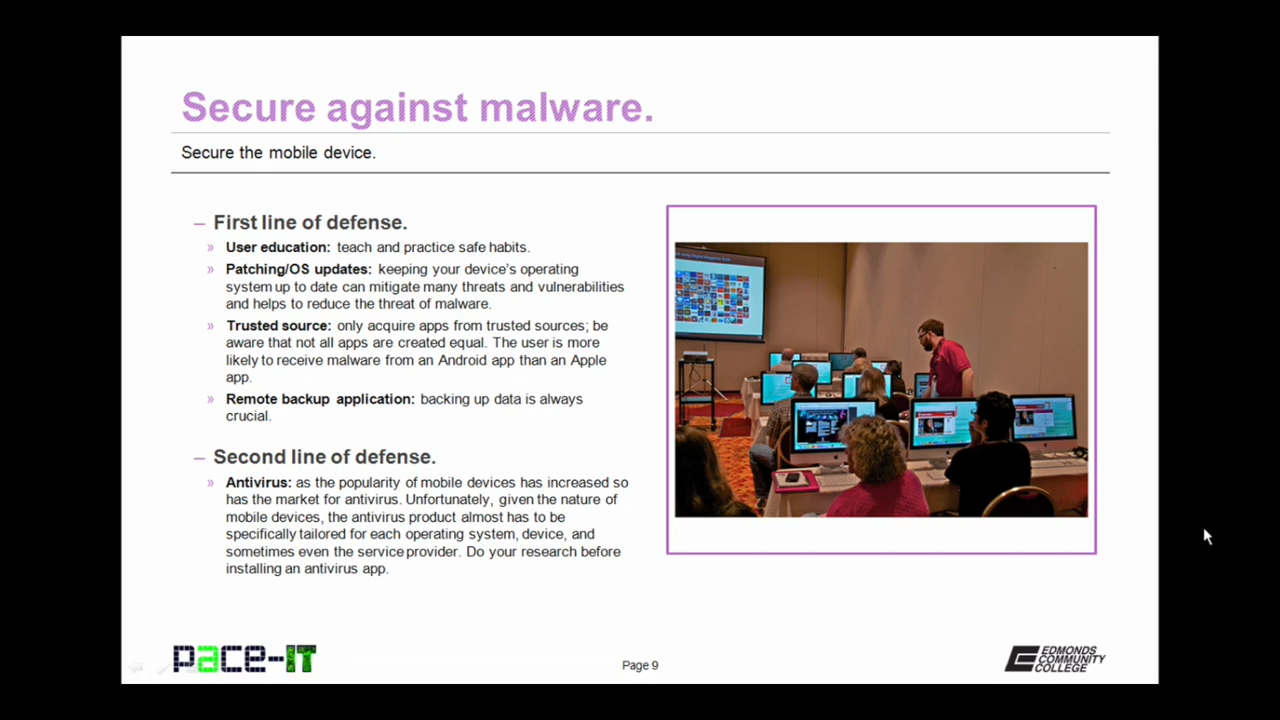 Secure against malware.
Secure the mobile device.
– First line of defense.
» User education: teach and practice safe habits.
» Patching/OS updates: keeping your device's operating
system up to date can mitigate many threats and vulnerabilities
and helps to reduce the threat of malware.
» Trusted source: only acquire apps from trusted sources; be
aware that not all apps are created equal. The user is more
likely to receive malware from an Android app than an Apple
app.
» Remote backup application: backing up data is always
crucial.
– Second line of defense.
» Antivirus: as the popularity of mobile devices has increased so
has the market for antivirus. Unfortunately, given the nature of
mobile devices, the antivirus product almost has to be
specifically tailored for each operating system, device, and
sometimes even the service provider. Do your research before
installing an antivirus app.
pace-IT
Page 9
EDMONDS
COMMUNITY
COLLEGE